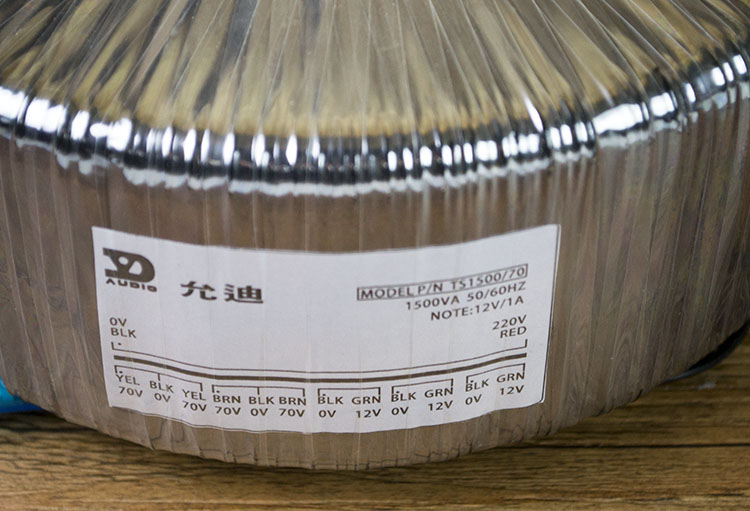 YD
AUDIO
允迪
MODEL P/N TS1500/70
1500VA 50/60HZ
NOTE:12V/1A
0V
BLK
220V
RED
YEL BLK YEL BRN BLK BRN BLK GRN BLK GRN BLK GRN
70V 0V 70V 70V 0V 70V 0V 12V 0V 12V 0V 12V